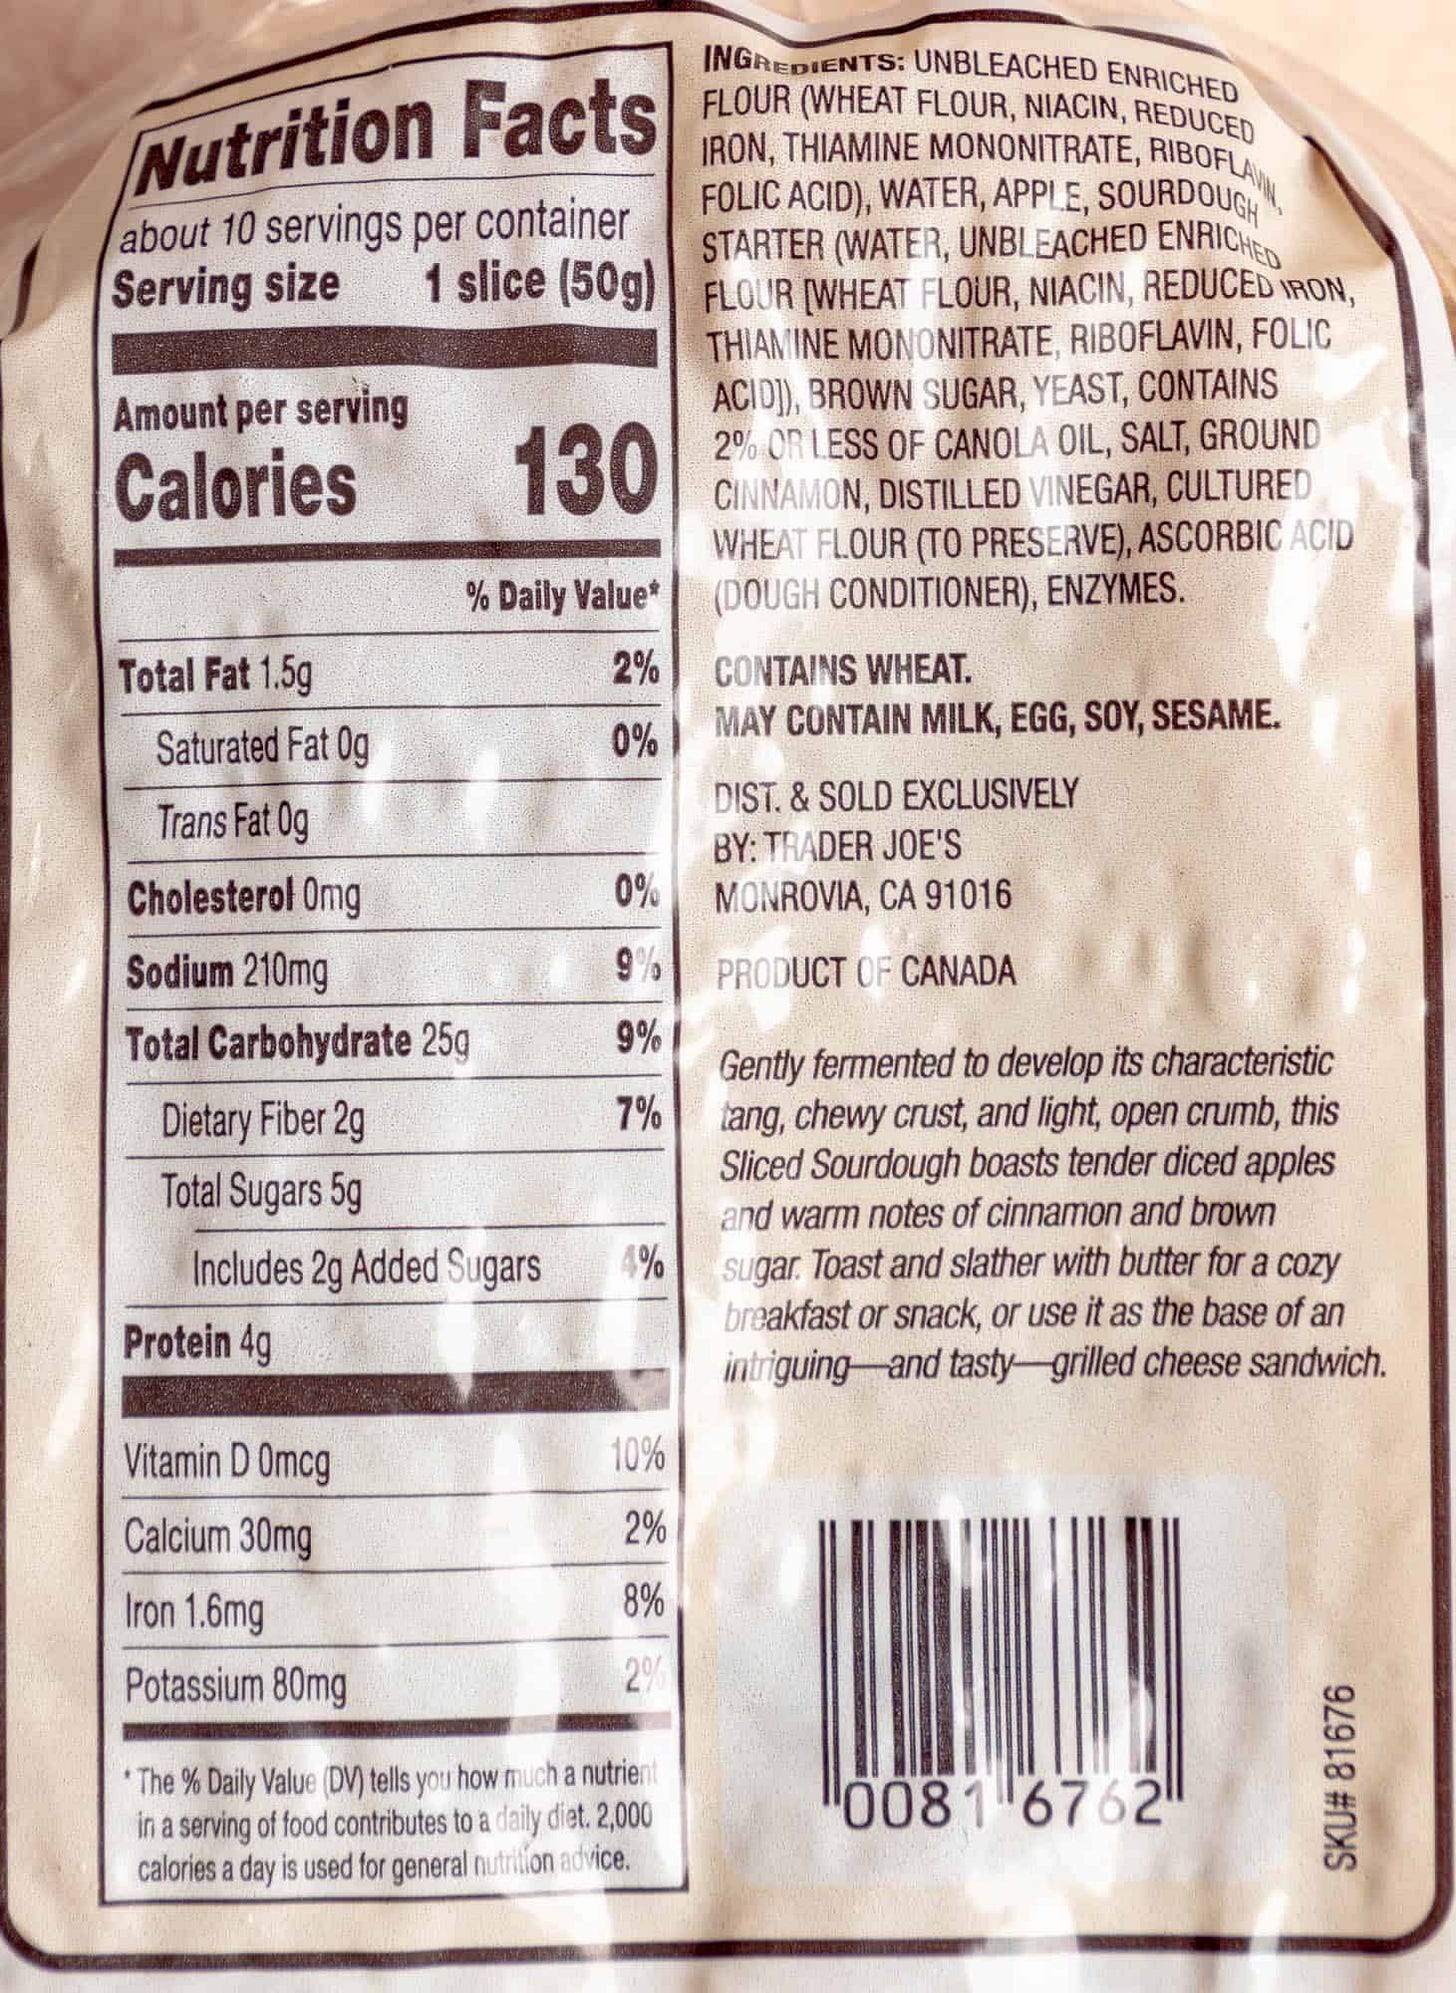 Nutrition Facts
about 10 servings per container
Serving size 1 slice (50g)
Amount per serving
Calories 130
% Daily Value*
Total Fat 1.5g 2%
Saturated Fat 0g 0%
Trans Fat 0g
Cholesterol 0mg 0%
Sodium 210mg 9%
Total Carbohydrate 25g 9%
Dietary Fiber 2g 7%
Total Sugars 5g
Includes 2g Added Sugars 4%
Protein 4g
Vitamin D 0mcg 10%
Calcium 30mg 2%
Iron 1.6mg 8%
Potassium 80mg 2%
* The % Daily Value (DV) tells you how much a nutrient
in a serving of food contributes to a daily diet. 2,000
calories a day is used for general nutrition advice.
INGREDIENTS: UNBLEACHED ENRICHED
FLOUR (WHEAT FLOUR, NIACIN, REDUCED
IRON, THIAMINE MONONITRATE, RIBOFLAVIN,
FOLIC ACID), WATER, APPLE, SOURDOUGH
STARTER (WATER, UNBLEACHED ENRICHED
FLOUR [WHEAT FLOUR, NIACIN, REDUCED IRON,
THIAMINE MONONITRATE, RIBOFLAVIN, FOLIC
ACID]), BROWN SUGAR, YEAST, CONTAINS
2% OR LESS OF CANOLA OIL, SALT, GROUND
CINNAMON, DISTILLED VINEGAR, CULTURED
WHEAT FLOUR (TO PRESERVE), ASCORBIC ACID
(DOUGH CONDITIONER), ENZYMES.
CONTAINS WHEAT.
MAY CONTAIN MILK, EGG, SOY, SESAME.
DIST. & SOLD EXCLUSIVELY
BY: TRADER JOE'S
MONROVIA, CA 91016
PRODUCT OF CANADA
Gently fermented to develop its characteristic
tang, chewy crust, and light, open crumb, this
Sliced Sourdough boasts tender diced apples
and warm notes of cinnamon and brown
sugar. Toast and slather with butter for a cozy
breakfast or snack, or use it as the base of an
intriguing—and tasty—grilled cheese sandwich.
0081 6762
SKU# 81676